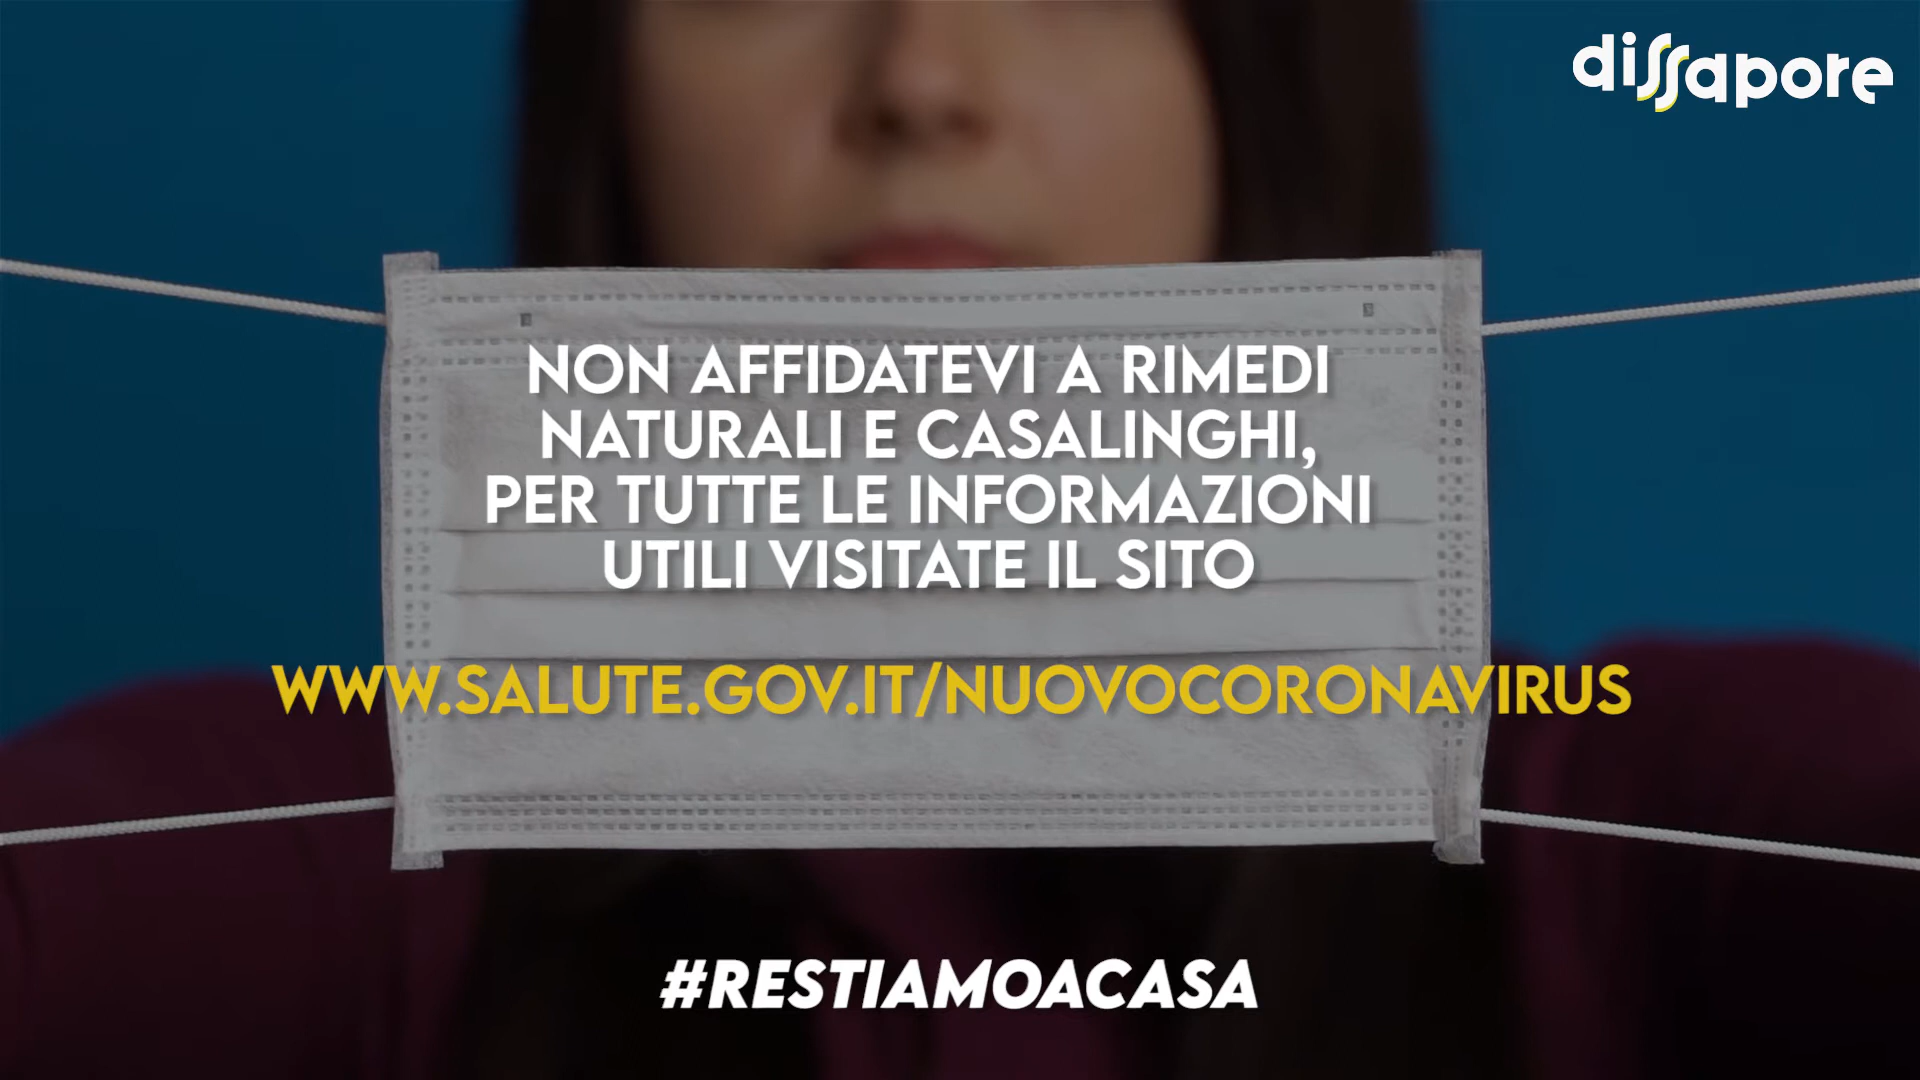 dissapore
NON AFFIDATEVI A RIMEDI
NATURALI E CASALINGHI,
PER TUTTE LE INFORMAZIONI
UTILI VISITATE IL SITO
WWW.SALUTE.GOV.IT/NUOVOCORONAVIRUS
#RESTIAMOACASA